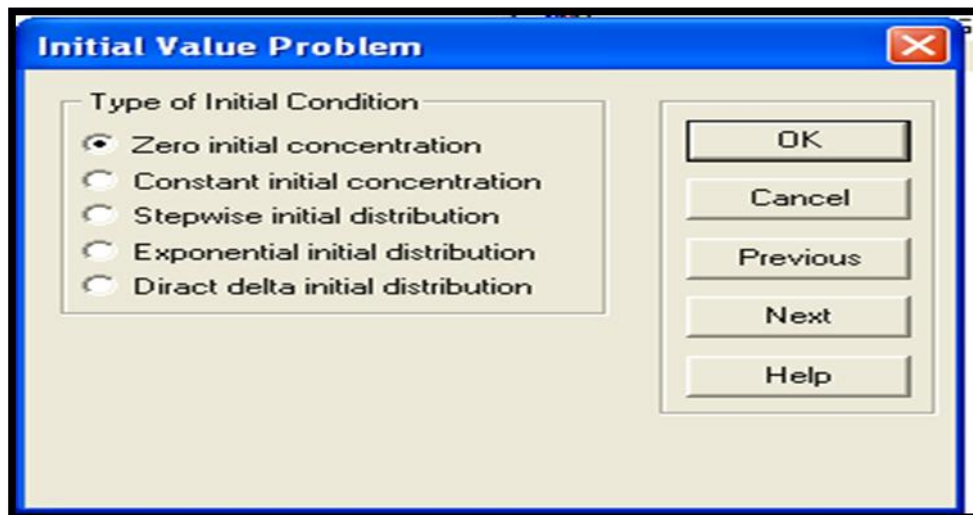 Initial Value Problem
Type of Initial Condition
Zero initial concentration
Constant initial concentration
Stepwise initial distribution
Exponential initial distribution
Diract delta initial distribution
OK
Cancel
Previous
Next
Help